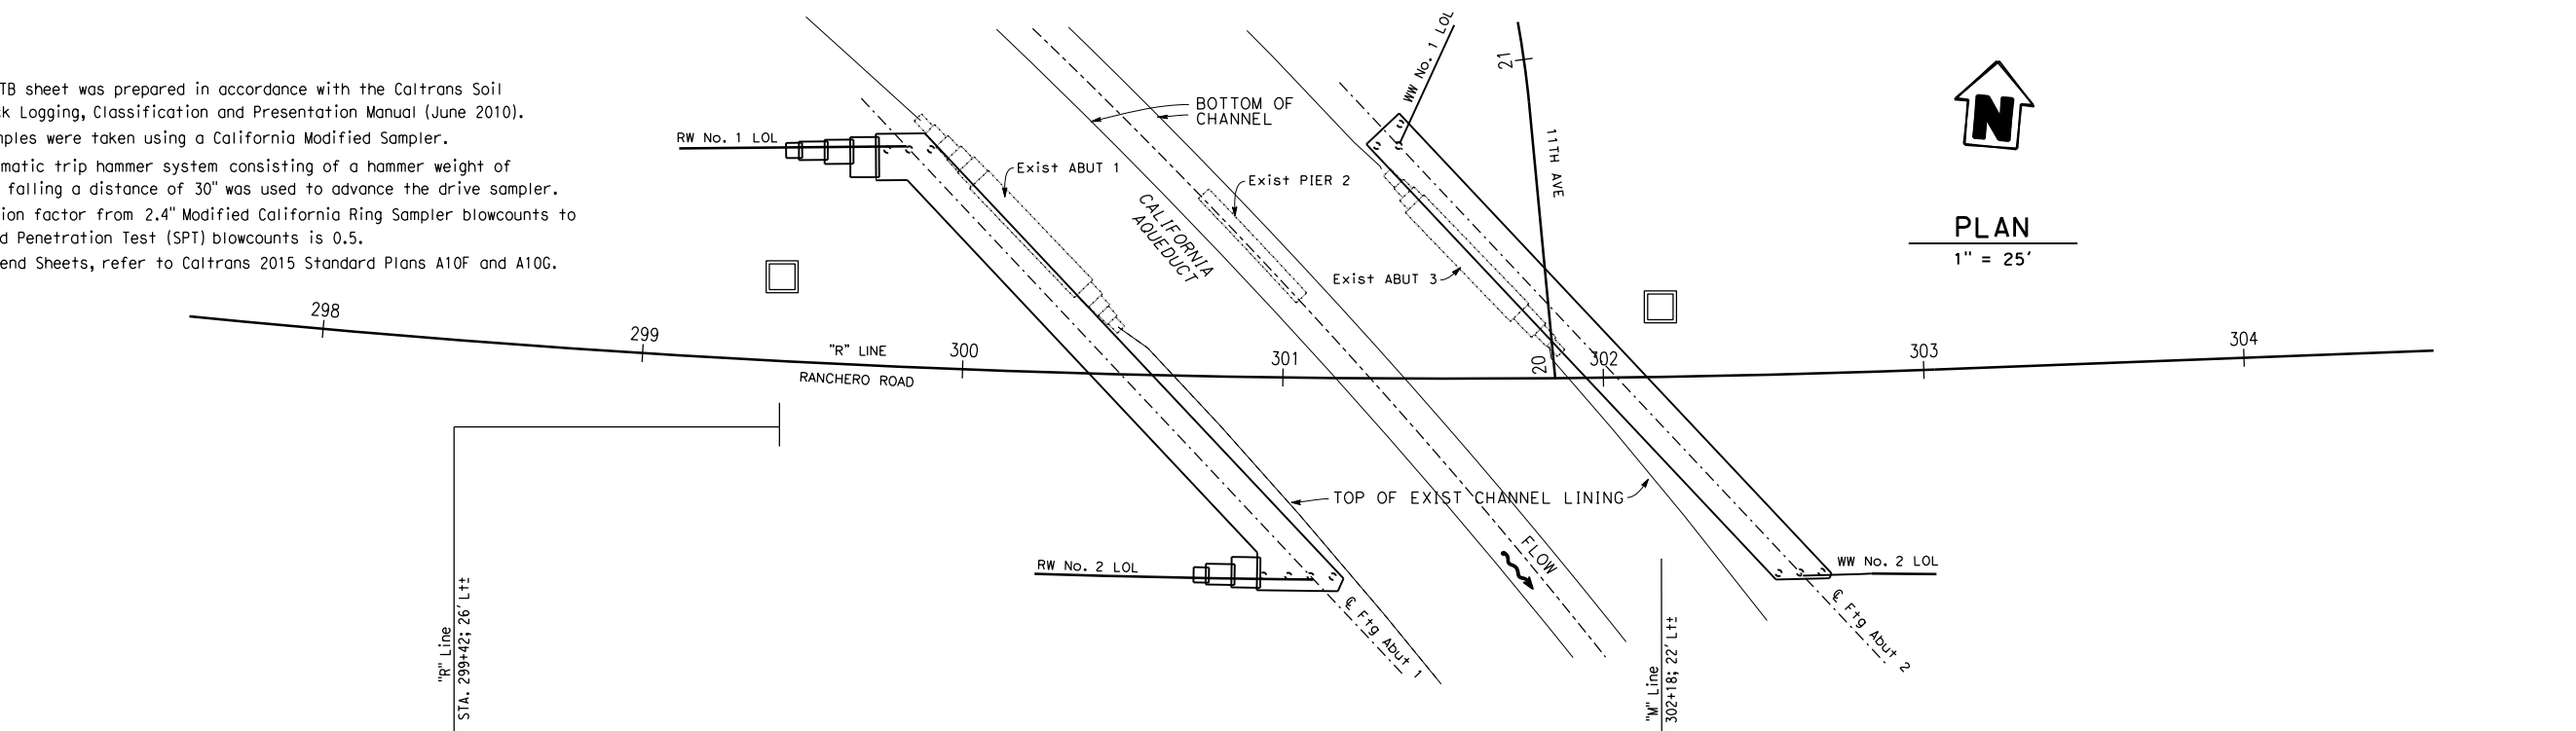 TB sheet was prepared in accordance with the Caltrans Soil
ck Logging, Classification and Presentation Manual (June 2010).
mples were taken using a California Modified Sampler.
matic trip hammer system consisting of a hammer weight of
falling a distance of 30" was used to advance the drive sampler.
ion factor from 2.4" Modified California Ring Sampler blowcounts to
d Penetration Test (SPT) blowcounts is 0.5.
end Sheets, refer to Caltrans 2015 Standard Plans A10F and A10G.
RW No. 1 LOL
Exist ABUT 1
BOTTOM OF
CHANNEL
Exist PIER 2
CALIFORNIA
AQUEDUCT
Exist ABUT 3
WW No. 1 LOL
21
11TH AVE
20
N
PLAN
1" = 25'
298
299
"R" LINE
300
301
302
303
304
RANCHERO ROAD
TOP OF EXIST CHANNEL LINING
FLOW
RW No. 2 LOL
WW No. 2 LOL
℄ Ftg Abut 1
℄ Ftg Abut 2
"R" Line
STA. 299+42; 26' Lt±
"M" Line
302+18; 22' Lt±